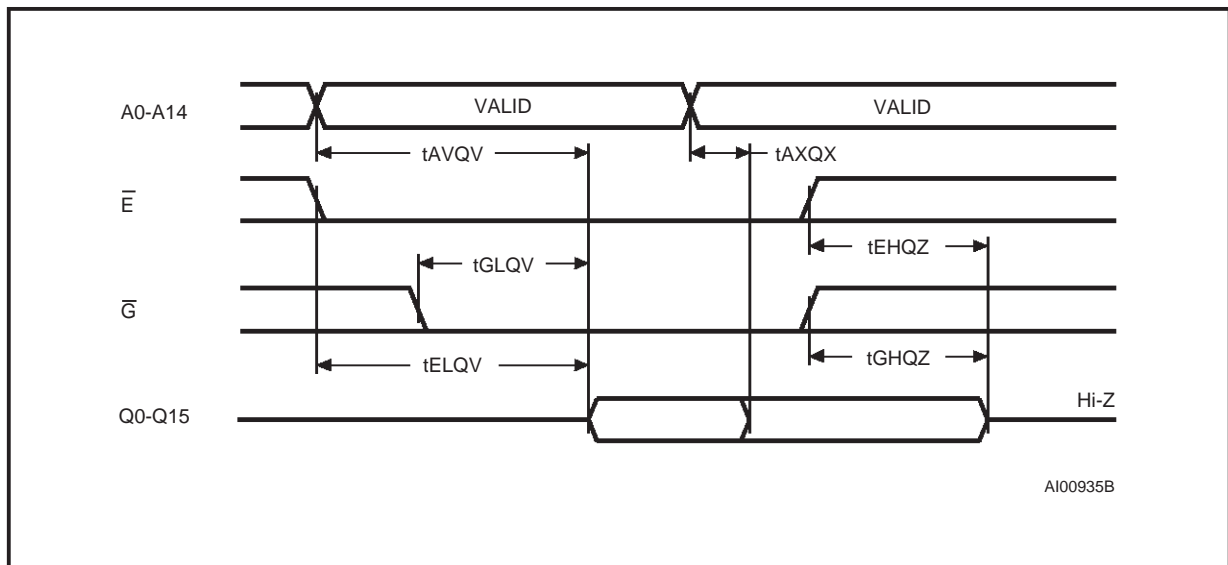 A0-A14
VALID
VALID
tAVQV
tAXQX
E̅
tEHQZ
tGLQV
G̅
tGHQZ
tELQV
Q0-Q15
Hi-Z
AI00935B